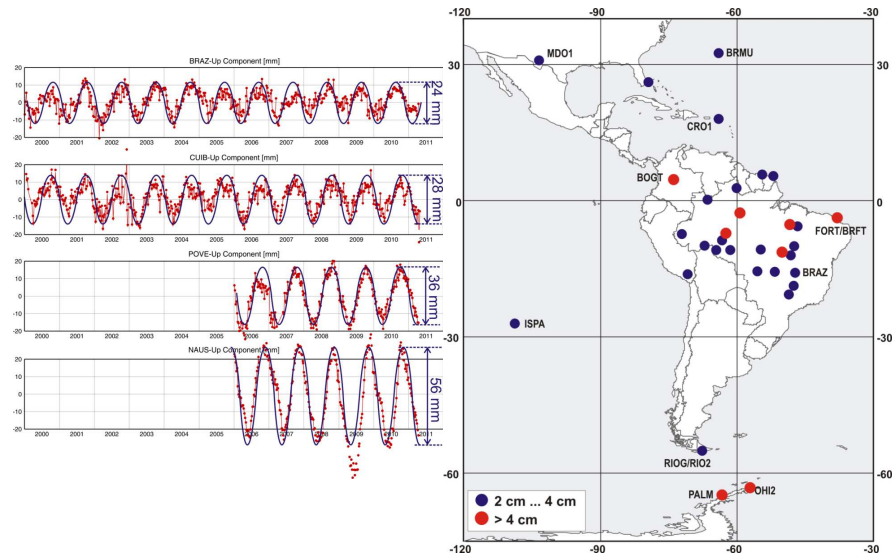 BRAZ-Up Component [mm]
20
10
0
-10
-20
2000 2001 2002 2003 2004 2005 2006 2007 2008 2009 2010 2011
24 mm
CUIB-Up Component [mm]
20
10
0
-10
-20
2000 2001 2002 2003 2004 2005 2006 2007 2008 2009 2010 2011
28 mm
POVE-Up Component [mm]
20
10
0
-10
-20
2000 2001 2002 2003 2004 2005 2006 2007 2008 2009 2010 2011
36 mm
NAUS-Up Component [mm]
20
10
0
-10
-20
2000 2001 2002 2003 2004 2005 2006 2007 2008 2009 2010 2011
56 mm
-120 -90 -60 -30
30 30
0 0
-30 -30
-60 -60
-120 -90 -60 -30
MDO1
BRMU
CRO1
BOGT
FORT/BRFT
BRAZ
ISPA
RIOG/RIO2
PALM
OHI2
2 cm ... 4 cm
> 4 cm